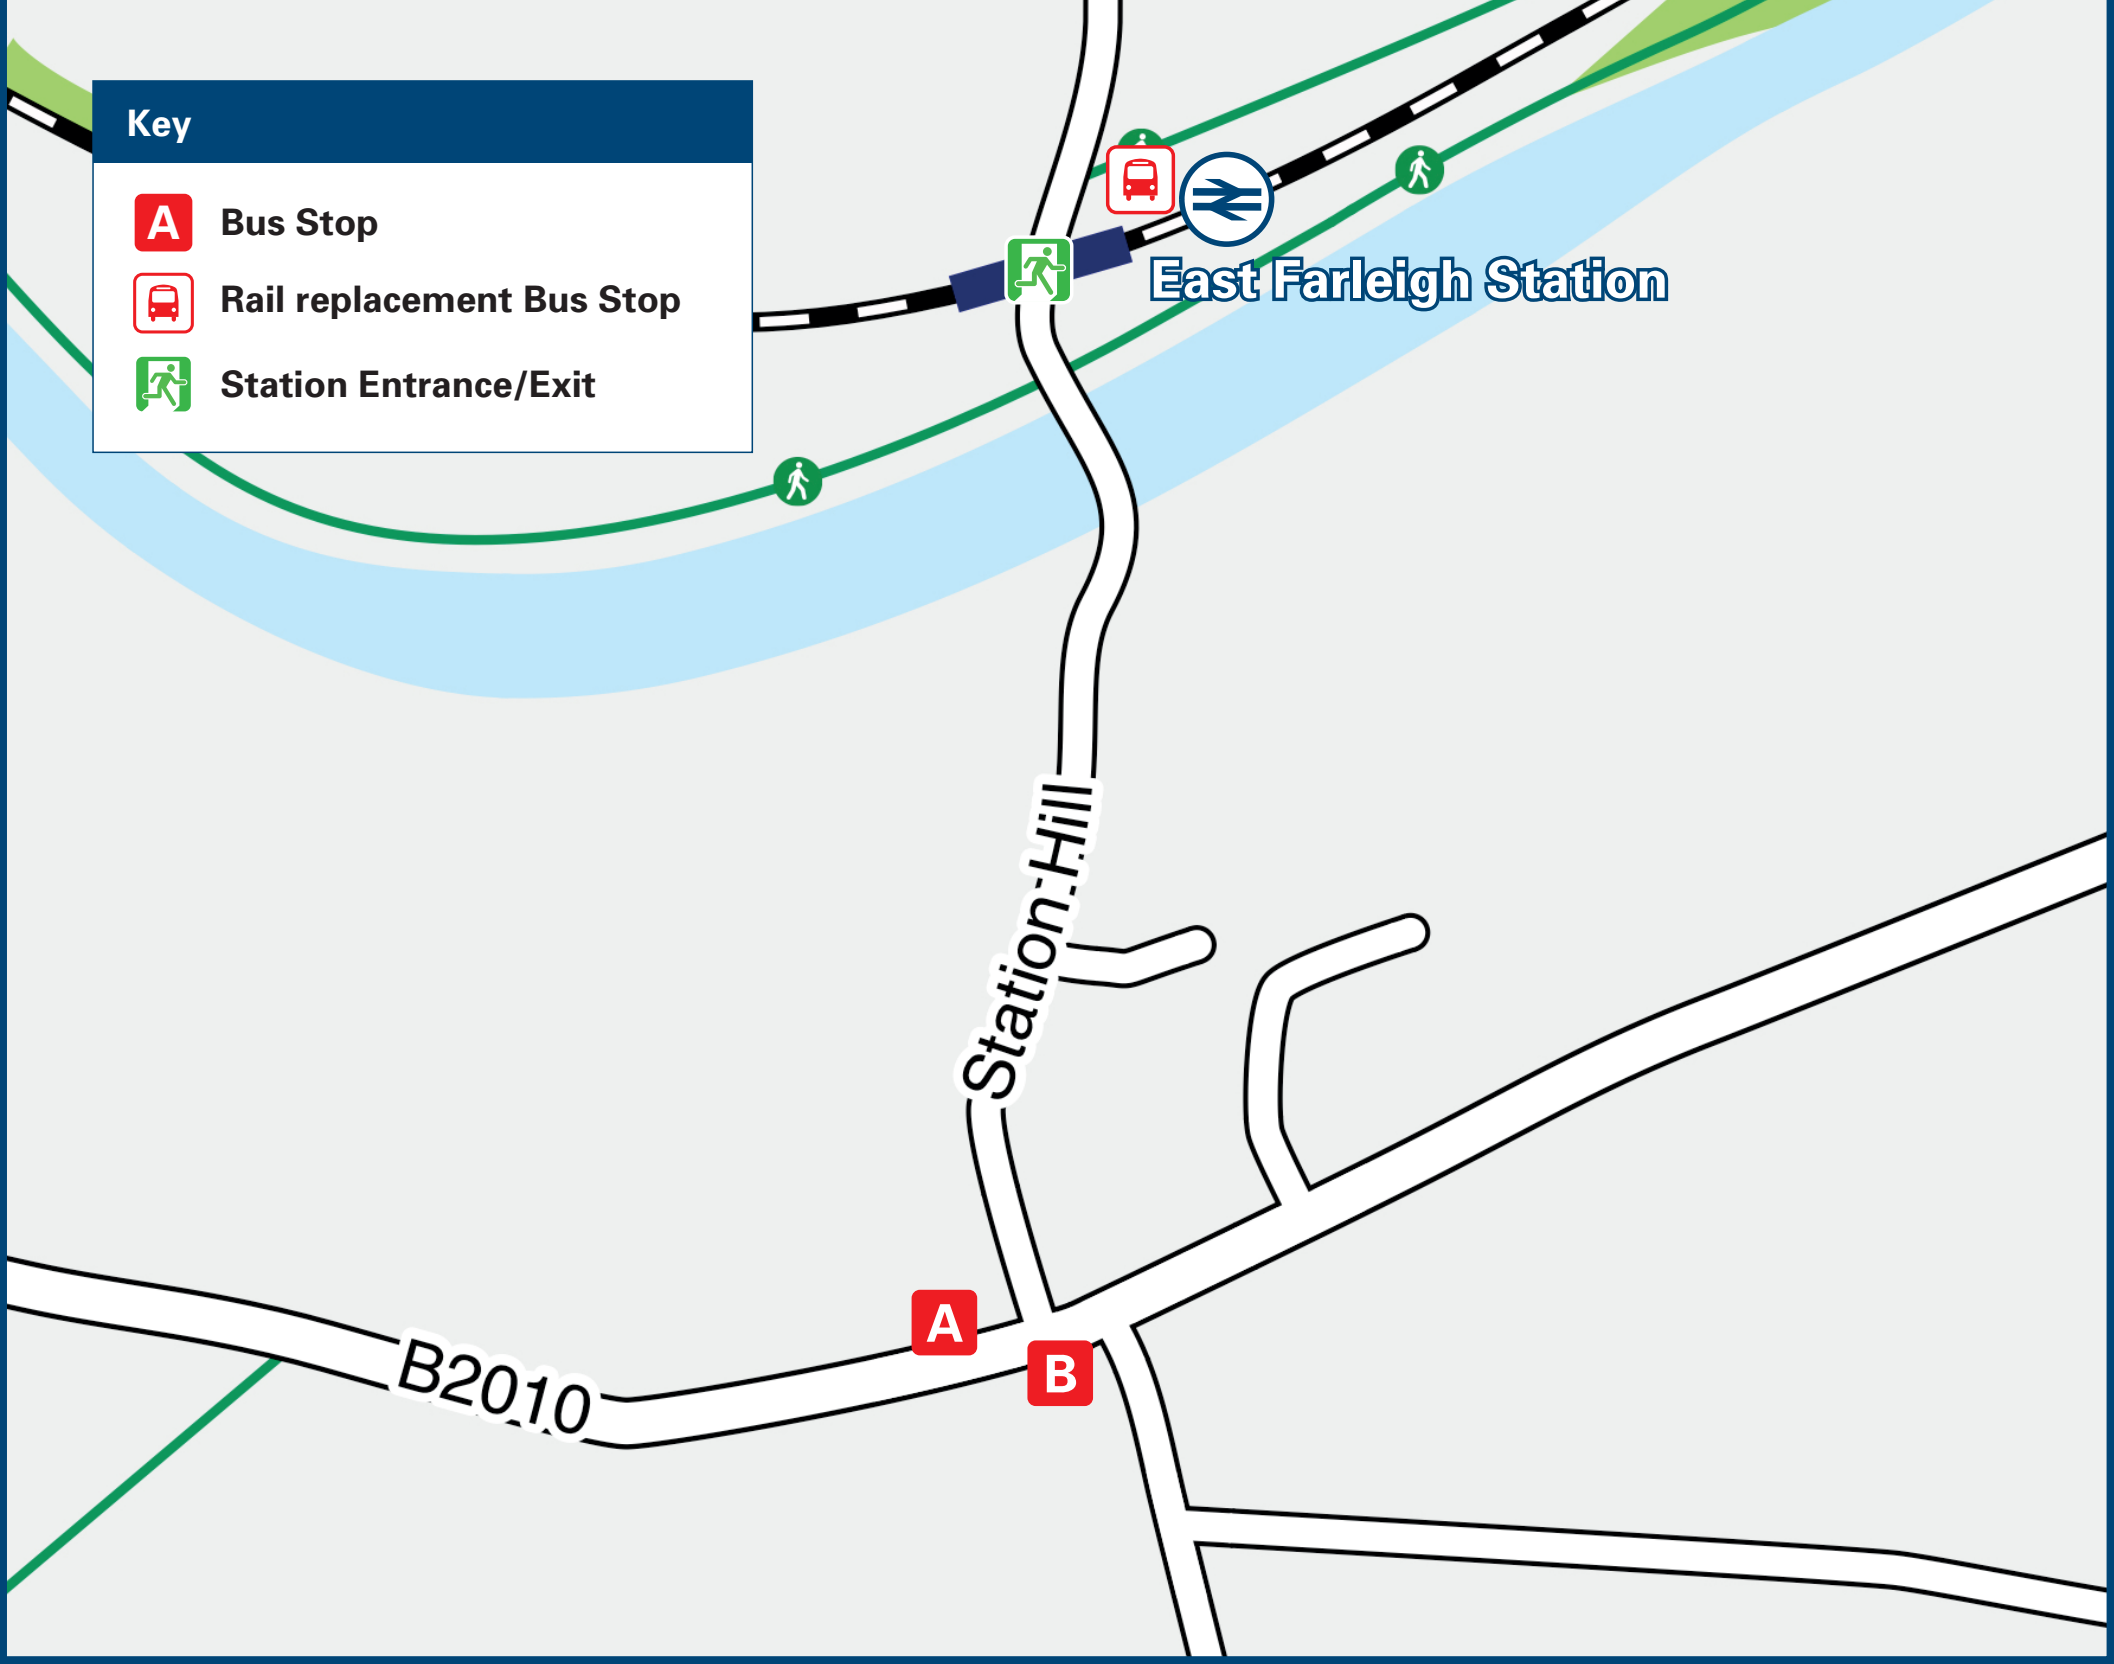 Key
A Bus Stop
Rail replacement Bus Stop
Station Entrance/Exit
East Farleigh Station
Station Hill
A
B
B2010